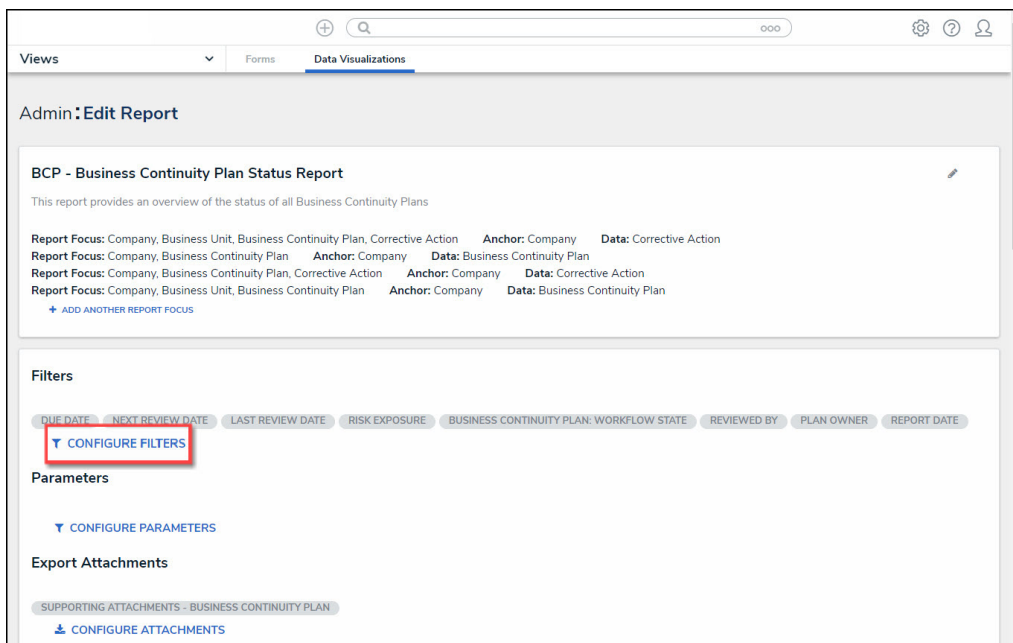 ooo
Views Forms Data Visualizations
Admin:Edit Report
BCP - Business Continuity Plan Status Report
This report provides an overview of the status of all Business Continuity Plans
Report Focus: Company, Business Unit, Business Continuity Plan, Corrective Action Anchor: Company Data: Corrective Action
Report Focus: Company, Business Continuity Plan Anchor: Company Data: Business Continuity Plan
Report Focus: Company, Business Continuity Plan, Corrective Action Anchor: Company Data: Corrective Action
Report Focus: Company, Business Unit, Business Continuity Plan Anchor: Company Data: Business Continuity Plan
+ ADD ANOTHER REPORT FOCUS
Filters
DUE DATE NEXT REVIEW DATE LAST REVIEW DATE RISK EXPOSURE BUSINESS CONTINUITY PLAN: WORKFLOW STATE REVIEWED BY PLAN OWNER REPORT DATE
CONFIGURE FILTERS
Parameters
CONFIGURE PARAMETERS
Export Attachments
SUPPORTING ATTACHMENTS - BUSINESS CONTINUITY PLAN
CONFIGURE ATTACHMENTS